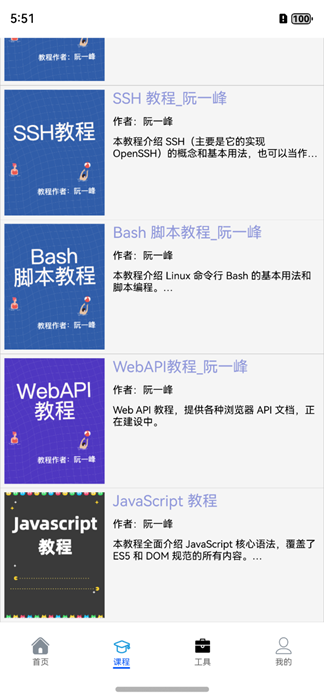 5:51
100
教程作者：阮一峰
SSH教程
教程作者：阮一峰
SSH 教程_阮一峰
作者：阮一峰
本教程介绍 SSH（主要是它的实现
OpenSSH）的概念和基本用法，也可以当作…
Bash
脚本教程
教程作者：阮一峰
Bash 脚本教程_阮一峰
作者：阮一峰
本教程介绍 Linux 命令行 Bash 的基本用法和
脚本编程。…
WebAPI
教程
教程作者：阮一峰
WebAPI教程_阮一峰
作者：阮一峰
Web API 教程，提供各种浏览器 API 文档，正
在建设中。
Javascript
教程
JavaScript 教程
作者：阮一峰
本教程全面介绍 JavaScript 核心语法，覆盖了
ES5 和 DOM 规范的所有内容。…
首页
课程
工具
我的